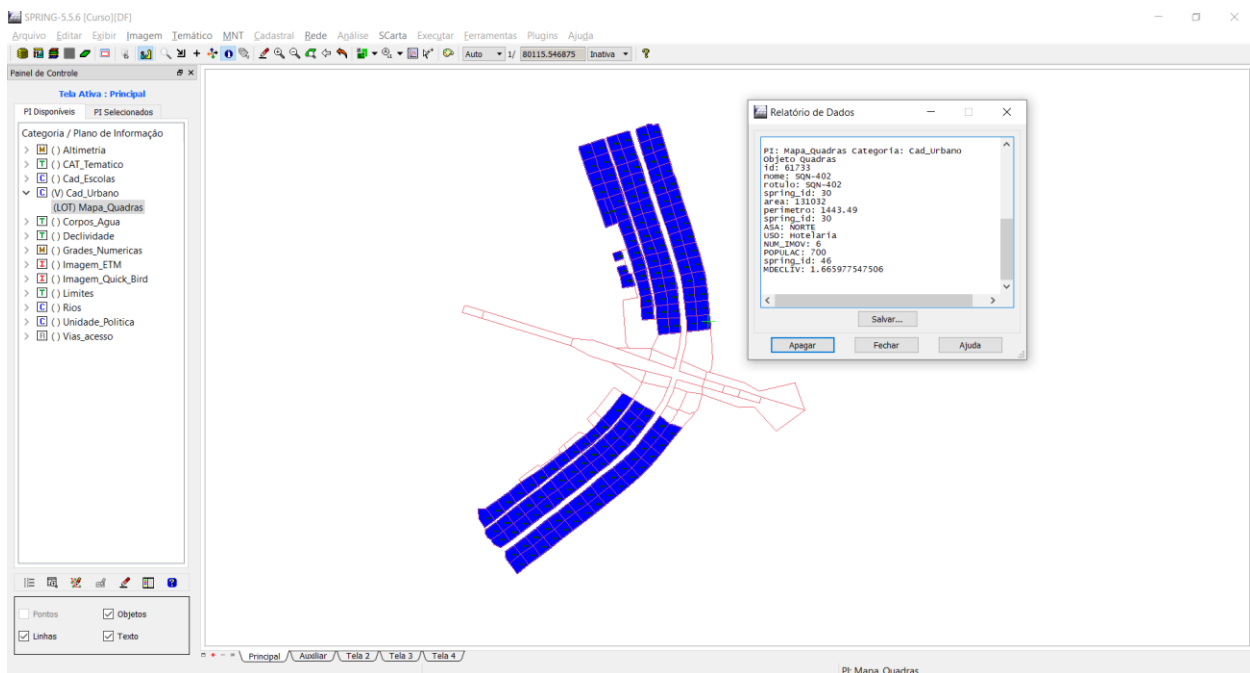 SPRING-5.5.6 [Curso][DF]
Arquivo Editar Exibir Imagem Temático MNT Cadastral Rede Análise SCarta Executar Ferramentas Plugins Ajuda
Auto 1/ 80115.546875 Inativa
Painel de Controle
Tela Ativa : Principal
PI Disponíveis PI Selecionados
Categoria / Plano de Informação
M ( ) Altimetria
T ( ) CAT_Tematico
C ( ) Cad_Escolas
C (V) Cad_Urbano
(LOT) Mapa_Quadras
T ( ) Corpos_Agua
T ( ) Declividade
M ( ) Grades_Numericas
I ( ) Imagem_ETM
I ( ) Imagem_Quick_Bird
T ( ) Limites
C ( ) Rios
C ( ) Unidade_Politica
R ( ) Vias_acesso
Pontos Objetos
Linhas Texto
Relatório de Dados
PI: Mapa_Quadras Categoria: Cad_Urbano
Objeto Quadras
id: 61733
nome: SQN-402
rotulo: SQN-402
spring_id: 30
area: 131032
perimetro: 1443.49
spring_id: 30
ASA: NORTE
USO: Hotelaria
NUM_IMOV: 6
POPULAC: 700
spring_id: 46
MDECLIV: 1.665977547506
Salvar...
Apagar Fechar Ajuda
Principal Auxiliar Tela 2 Tela 3 Tela 4
PI: Mapa_Quadras